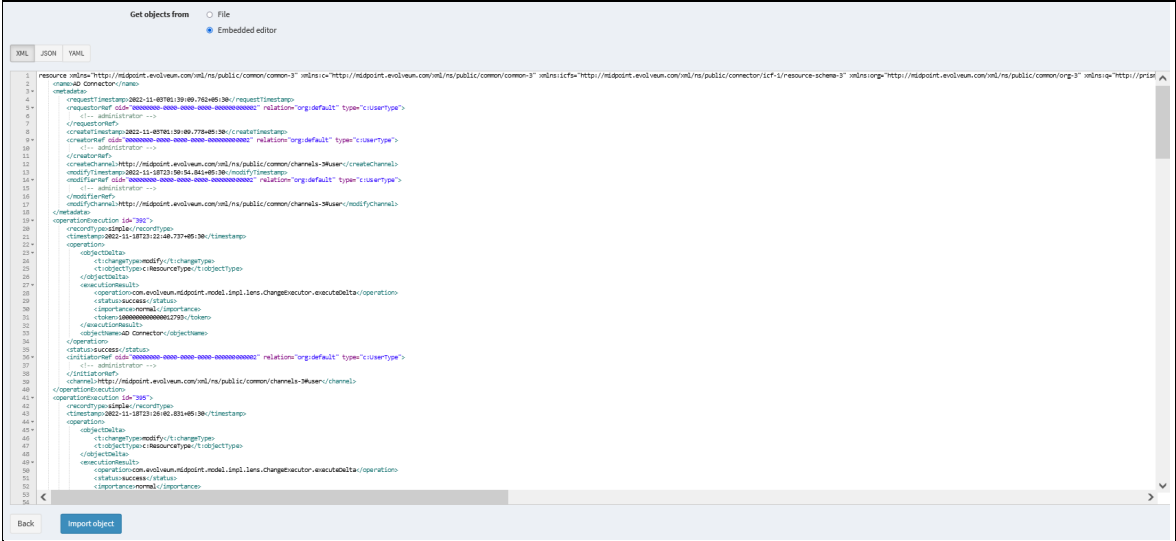 Get objects from
File
Embedded editor
XML JSON YAML
1 resource xmlns="http://midpoint.evolveum.com/xml/ns/public/common/common-3" xmlns:c="http://midpoint.evolveum.com/xml/ns/public/common/common-3" xmlns:icfs="http://midpoint.evolveum.com/xml/ns/public/connector/icf-1/resource-schema-3" xmlns:org="http://midpoint.evolveum.com/xml/ns/public/common/org-3" xmlns:q="http://prism
2 <name>AD Connector</name>
3 <metadata>
4 <requestTimestamp>2022-11-03T01:39:09.762+05:30</requestTimestamp>
5 <requestorRef oid="00000000-0000-0000-0000-000000000002" relation="org:default" type="c:UserType">
6 <!-- administrator -->
7 </requestorRef>
8 <createTimestamp>2022-11-03T01:39:09.778+05:30</createTimestamp>
9 <creatorRef oid="00000000-0000-0000-0000-000000000002" relation="org:default" type="c:UserType">
10 <!-- administrator -->
11 </creatorRef>
12 <createChannel>http://midpoint.evolveum.com/xml/ns/public/common/channels-3#user</createChannel>
13 <modifyTimestamp>2022-11-18T23:50:54.841+05:30</modifyTimestamp>
14 <modifierRef oid="00000000-0000-0000-0000-000000000002" relation="org:default" type="c:UserType">
15 <!-- administrator -->
16 </modifierRef>
17 <modifyChannel>http://midpoint.evolveum.com/xml/ns/public/common/channels-3#user</modifyChannel>
18 </metadata>
19 <operationExecution id="392">
20 <recordType>simple</recordType>
21 <timestamp>2022-11-18T23:22:40.737+05:30</timestamp>
22 <operation>
23 <objectDelta>
24 <t:changeType>modify</t:changeType>
25 <t:objectType>c:ResourceType</t:objectType>
26 </objectDelta>
27 <executionResult>
28 <operation>com.evolveum.midpoint.model.impl.lens.ChangeExecutor.executeDelta</operation>
29 <status>success</status>
30 <importance>normal</importance>
31 <token>1000000000000012793</token>
32 </executionResult>
33 <objectName>AD Connector</objectName>
34 </operation>
35 <status>success</status>
36 <initiatorRef oid="00000000-0000-0000-0000-000000000002" relation="org:default" type="c:UserType">
37 <!-- administrator -->
38 </initiatorRef>
39 <channel>http://midpoint.evolveum.com/xml/ns/public/common/channels-3#user</channel>
40 </operationExecution>
41 <operationExecution id="395">
42 <recordType>simple</recordType>
43 <timestamp>2022-11-18T23:26:02.831+05:30</timestamp>
44 <operation>
45 <objectDelta>
46 <t:changeType>modify</t:changeType>
47 <t:objectType>c:ResourceType</t:objectType>
48 </objectDelta>
49 <executionResult>
50 <operation>com.evolveum.midpoint.model.impl.lens.ChangeExecutor.executeDelta</operation>
51 <status>success</status>
52 <importance>normal</importance>
53
54
Back Import object